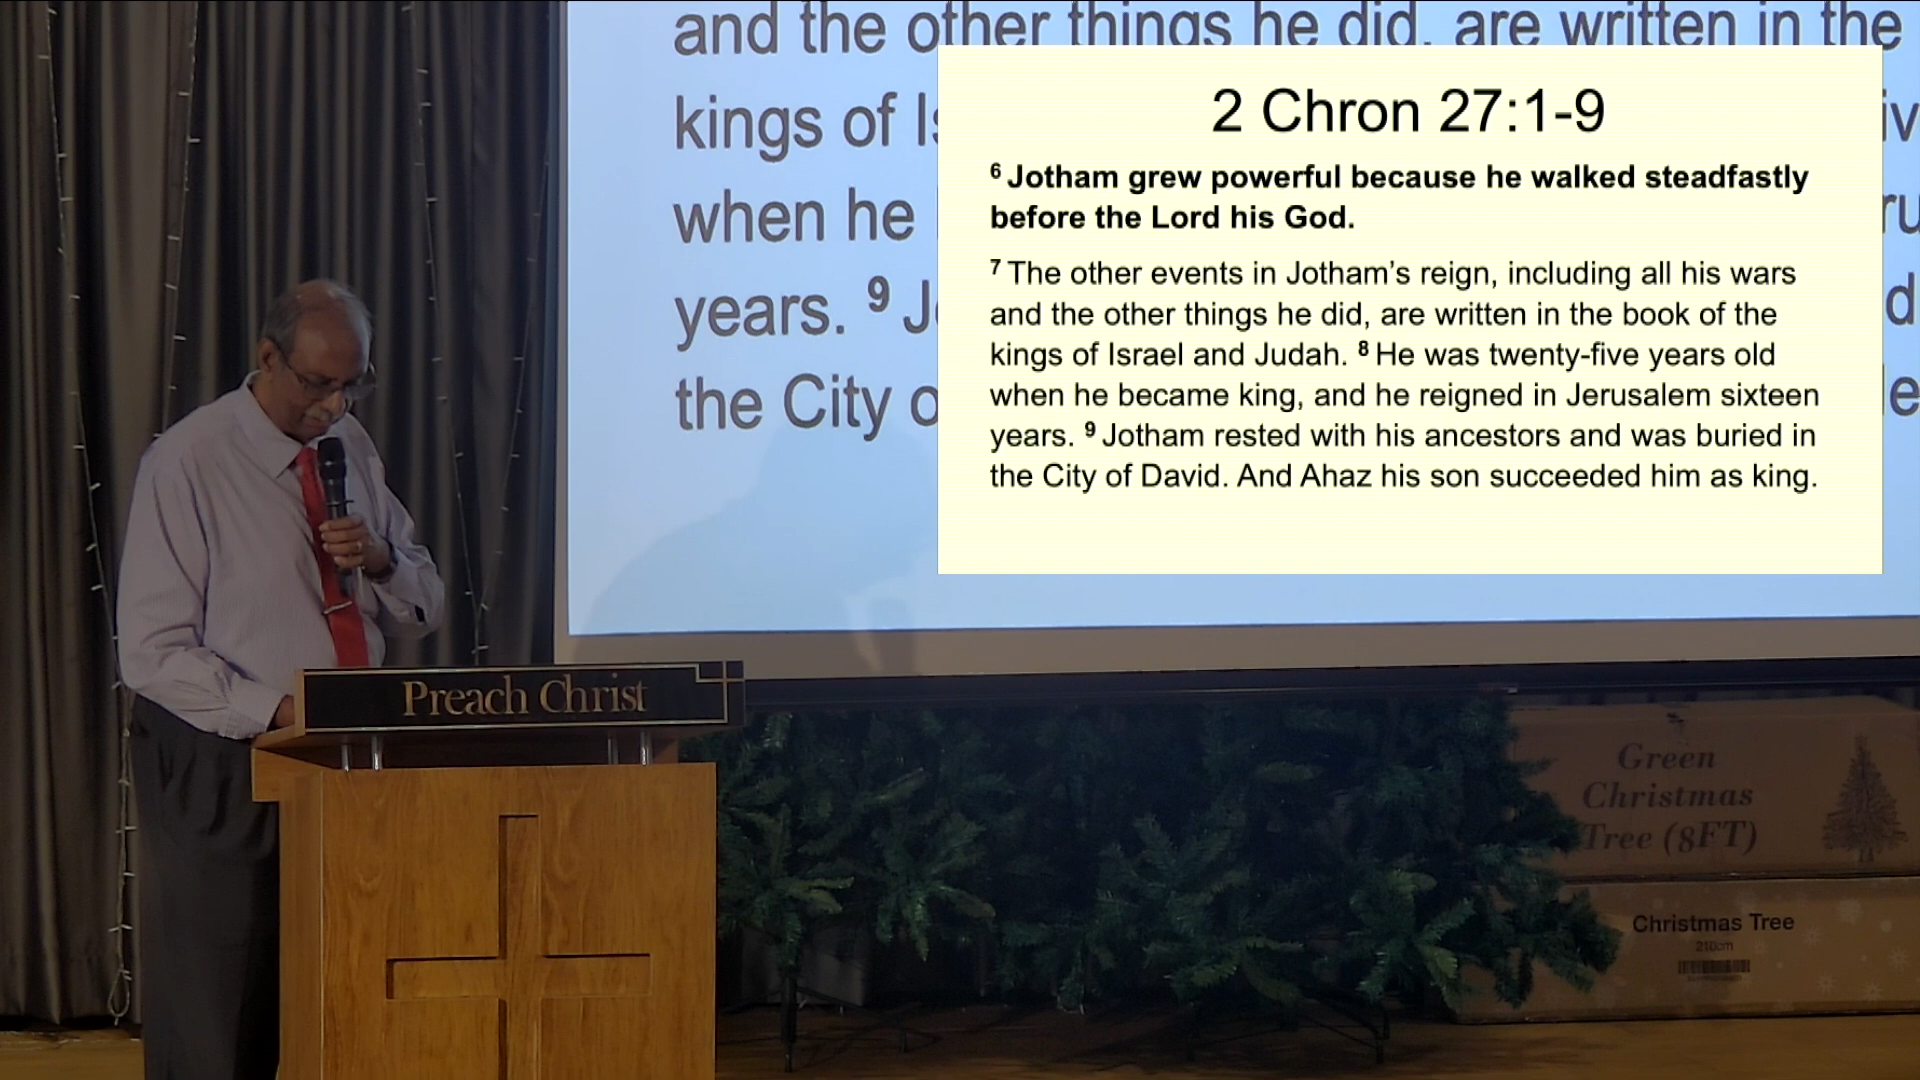 and the other things he did, are written in the
kings of Is
when he
years. ⁹ J
the City o
2 Chron 27:1-9
⁶ Jotham grew powerful because he walked steadfastly
before the Lord his God.
⁷ The other events in Jotham’s reign, including all his wars
and the other things he did, are written in the book of the
kings of Israel and Judah. ⁸ He was twenty-five years old
when he became king, and he reigned in Jerusalem sixteen
years. ⁹ Jotham rested with his ancestors and was buried in
the City of David. And Ahaz his son succeeded him as king.
Preach Christ
Green
Christmas
Tree (8FT)
Christmas Tree
210cm